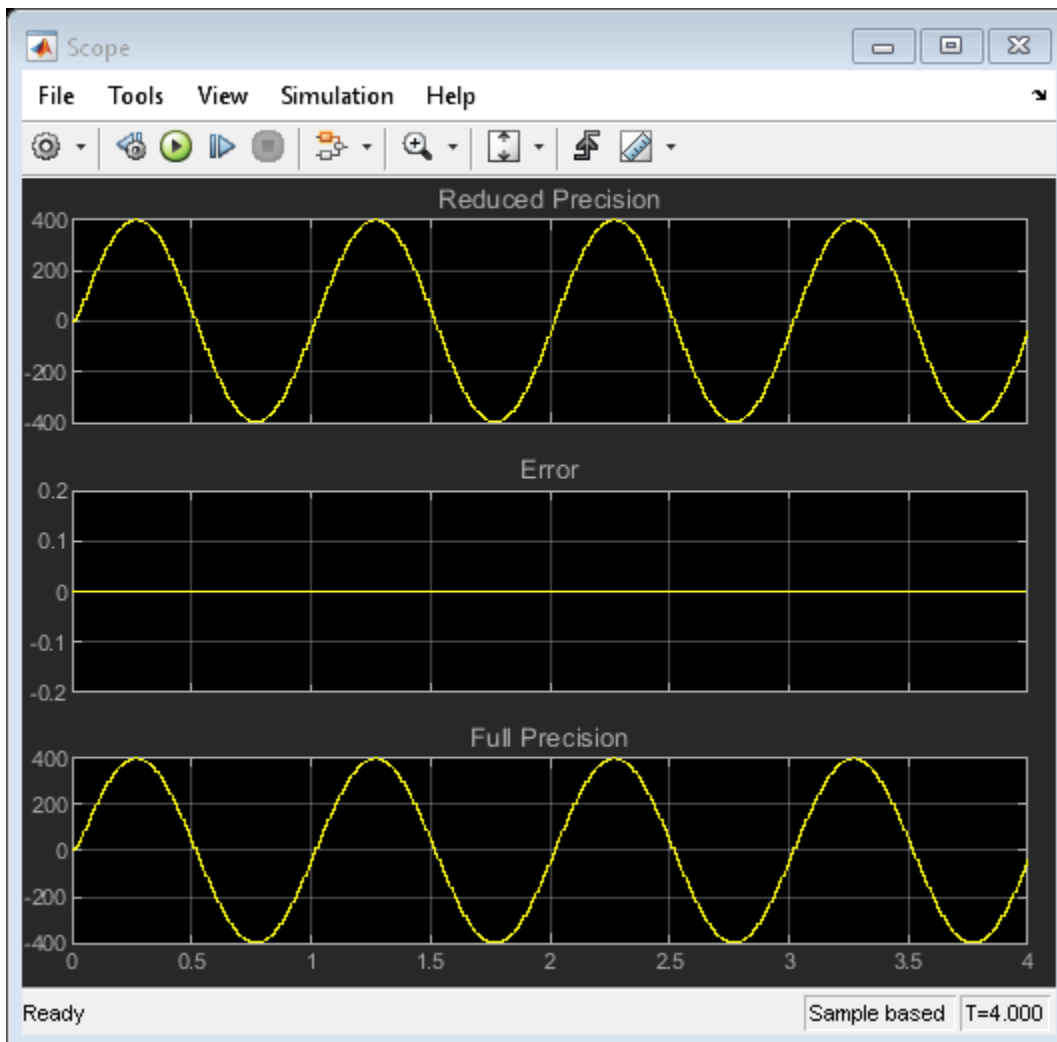 Scope
File Tools View Simulation Help
Reduced Precision
400
200
0
-200
-400
Error
0.2
0.1
0
-0.1
-0.2
Full Precision
400
200
0
-200
-400
0 0.5 1 1.5 2 2.5 3 3.5 4
Ready Sample based T=4.000